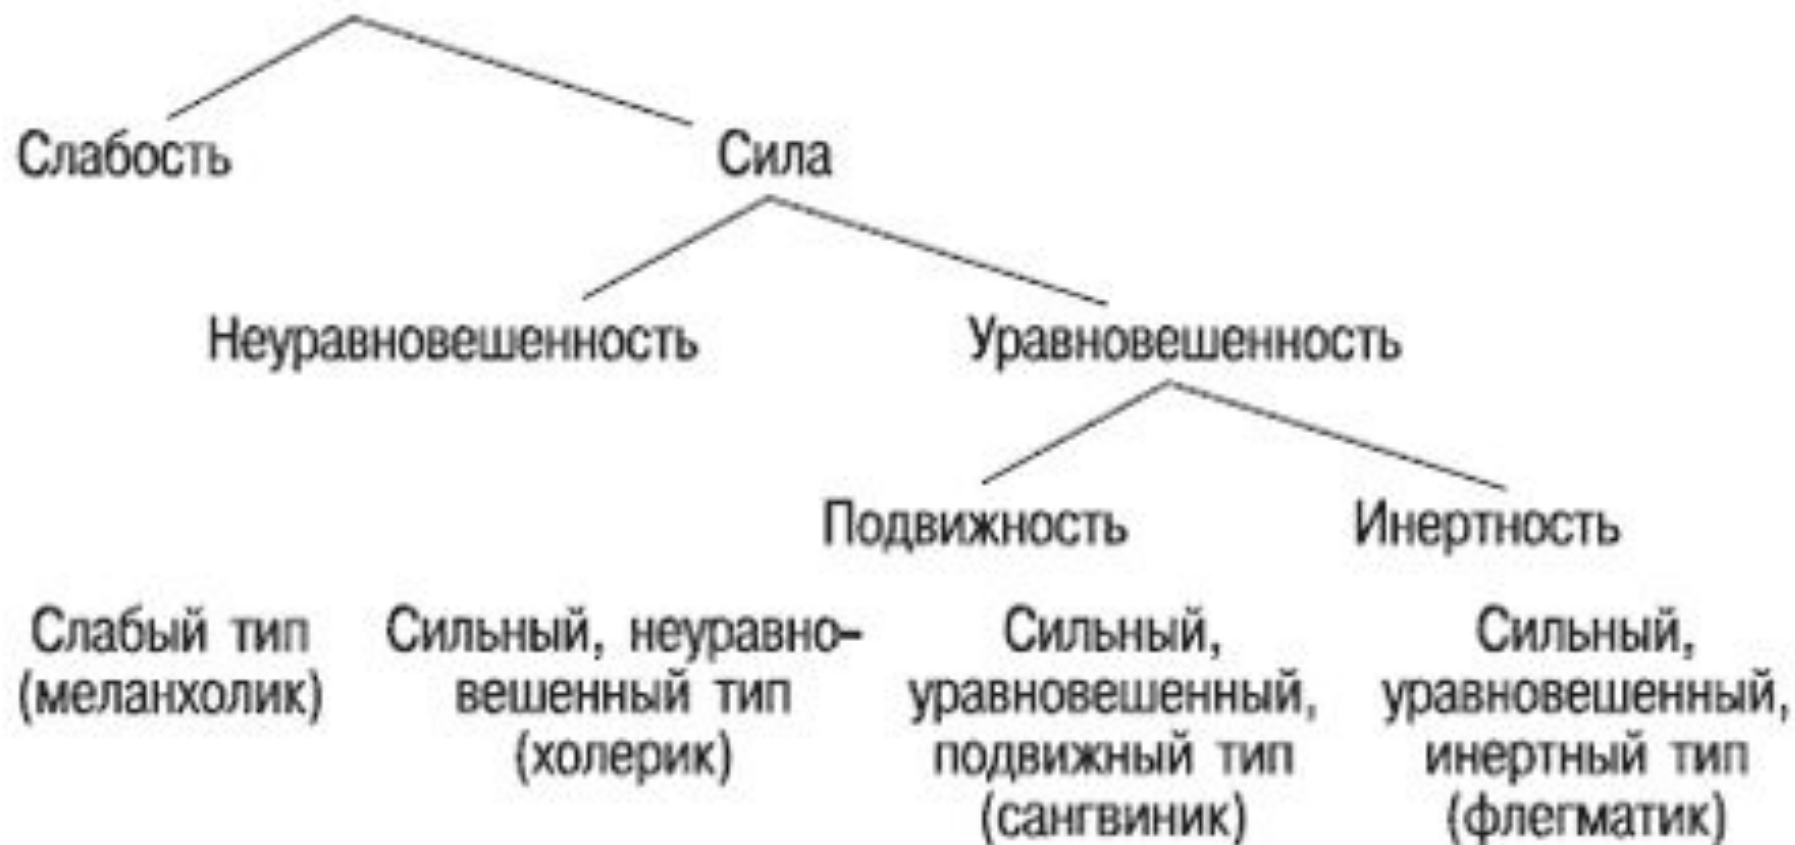 Слабость
Сила
Неуравновешенность
Уравновешенность
Подвижность
Инертность
Слабый тип
(меланхолик)
Сильный, неуравно-
вешенный тип
(холерик)
Сильный,
уравновешенный,
подвижный тип
(сангвиник)
Сильный,
уравновешенный,
инертный тип
(флегматик)